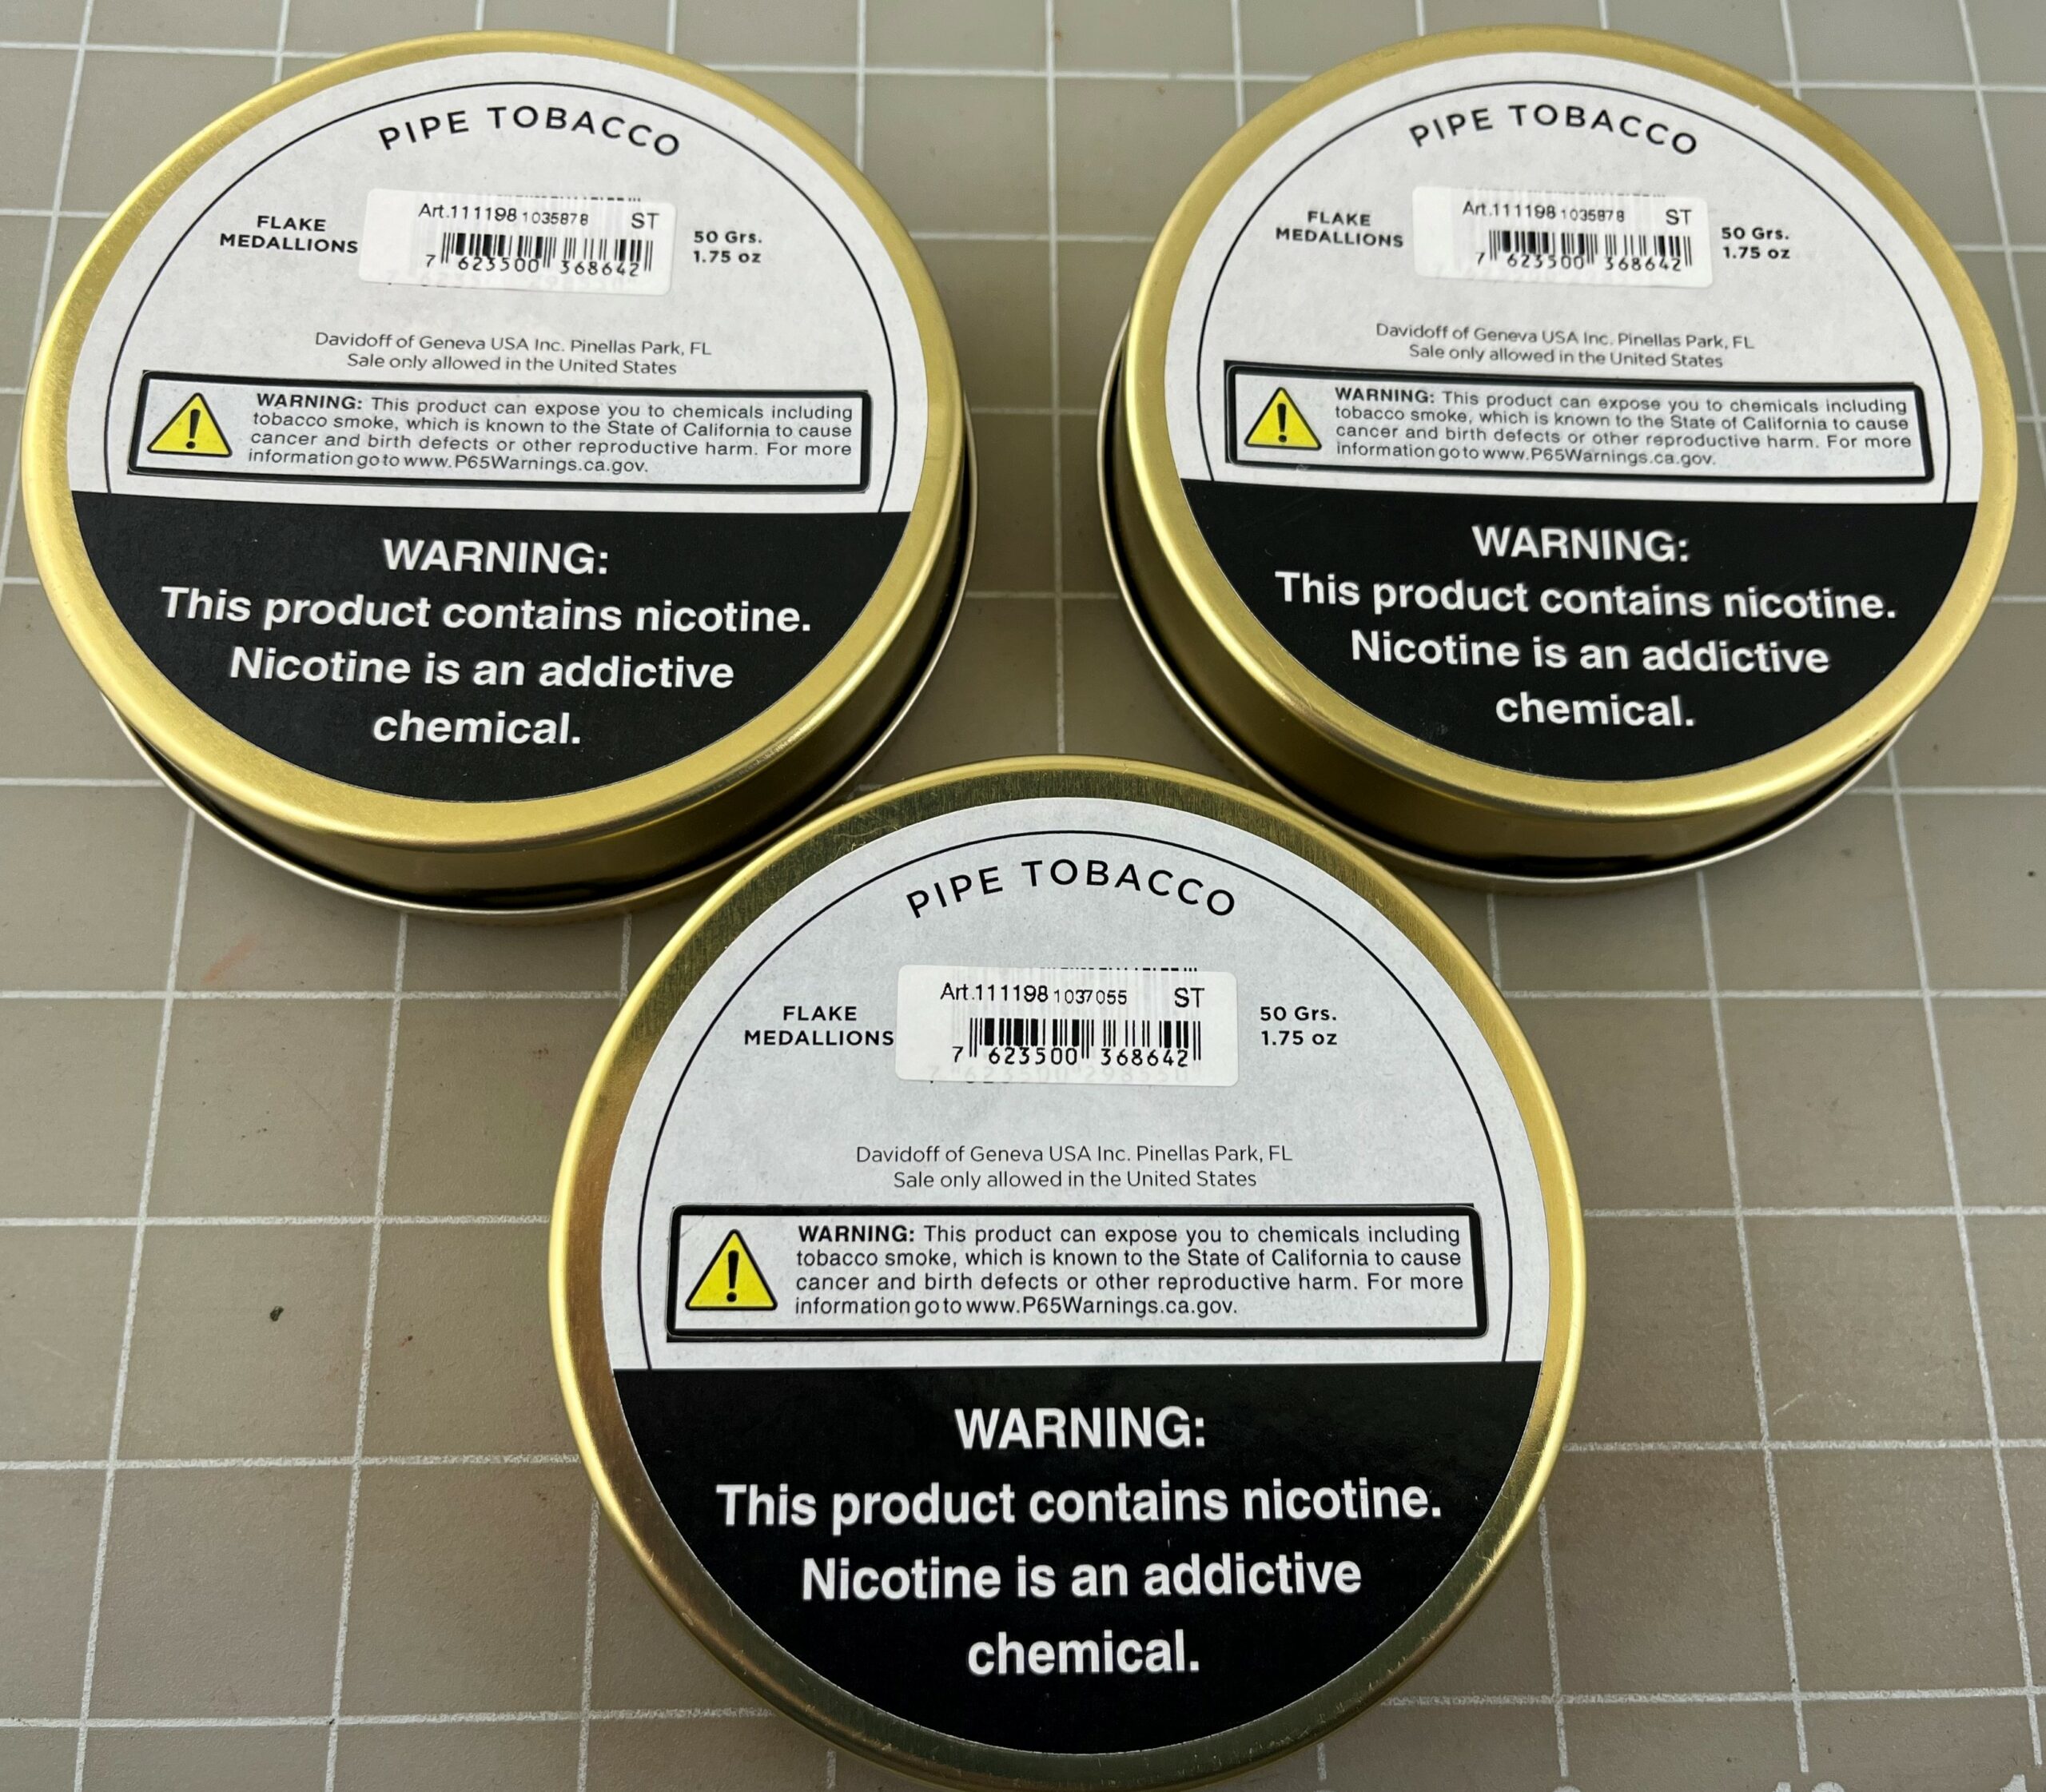 PIPE TOBACCO
FLAKE
MEDALLIONS
Art.111198 1035878 ST
7 623500 368642
50 Grs.
1.75 oz
Davidoff of Geneva USA Inc. Pinellas Park, FL
Sale only allowed in the United States
WARNING: This product can expose you to chemicals including
tobacco smoke, which is known to the State of California to cause
cancer and birth defects or other reproductive harm. For more
information go to www.P65Warnings.ca.gov.
WARNING:
This product contains nicotine.
Nicotine is an addictive
chemical.
PIPE TOBACCO
FLAKE
MEDALLIONS
Art.111198 1035878 ST
7 623500 368642
50 Grs.
1.75 oz
Davidoff of Geneva USA Inc. Pinellas Park, FL
Sale only allowed in the United States
WARNING: This product can expose you to chemicals including
tobacco smoke, which is known to the State of California to cause
cancer and birth defects or other reproductive harm. For more
information go to www.P65Warnings.ca.gov.
WARNING:
This product contains nicotine.
Nicotine is an addictive
chemical.
PIPE TOBACCO
FLAKE
MEDALLIONS
Art.111198 1037055 ST
7 623500 368642
50 Grs.
1.75 oz
Davidoff of Geneva USA Inc. Pinellas Park, FL
Sale only allowed in the United States
WARNING: This product can expose you to chemicals including
tobacco smoke, which is known to the State of California to cause
cancer and birth defects or other reproductive harm. For more
information go to www.P65Warnings.ca.gov.
WARNING:
This product contains nicotine.
Nicotine is an addictive
chemical.